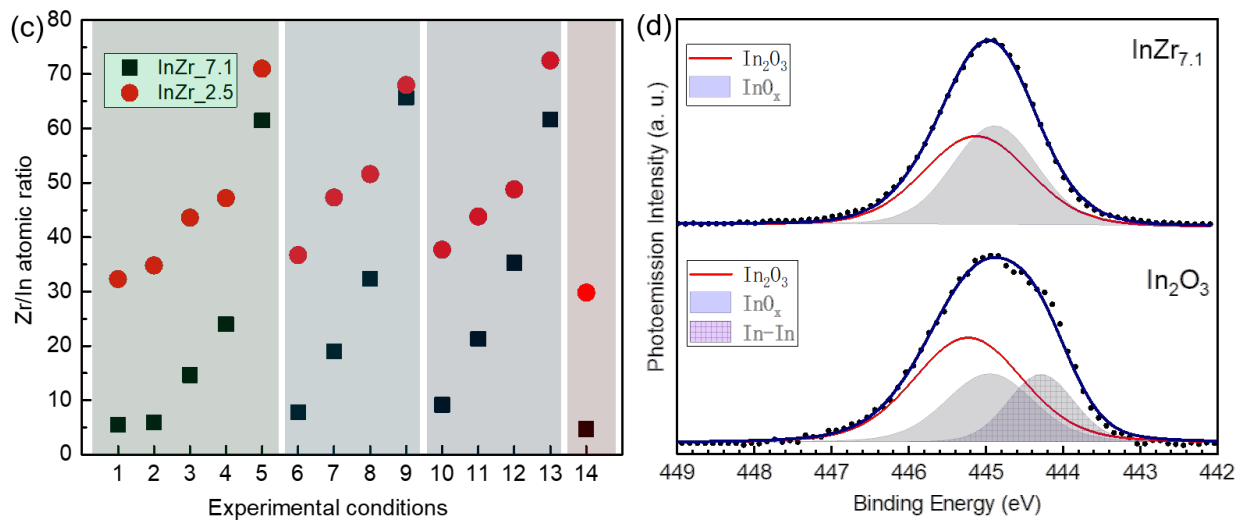 (c)
80
70
60
50
40
30
20
10
0
Zr/In atomic ratio
InZr_7.1
InZr_2.5
1 2 3 4 5 6 7 8 9 10 11 12 13 14
Experimental conditions
(d)
Photoemission Intensity (a. u.)
In₂O₃
InOₓ
InZr₇.₁
In₂O₃
InOₓ
In-In
In₂O₃
449 448 447 446 445 444 443 442
Binding Energy (eV)